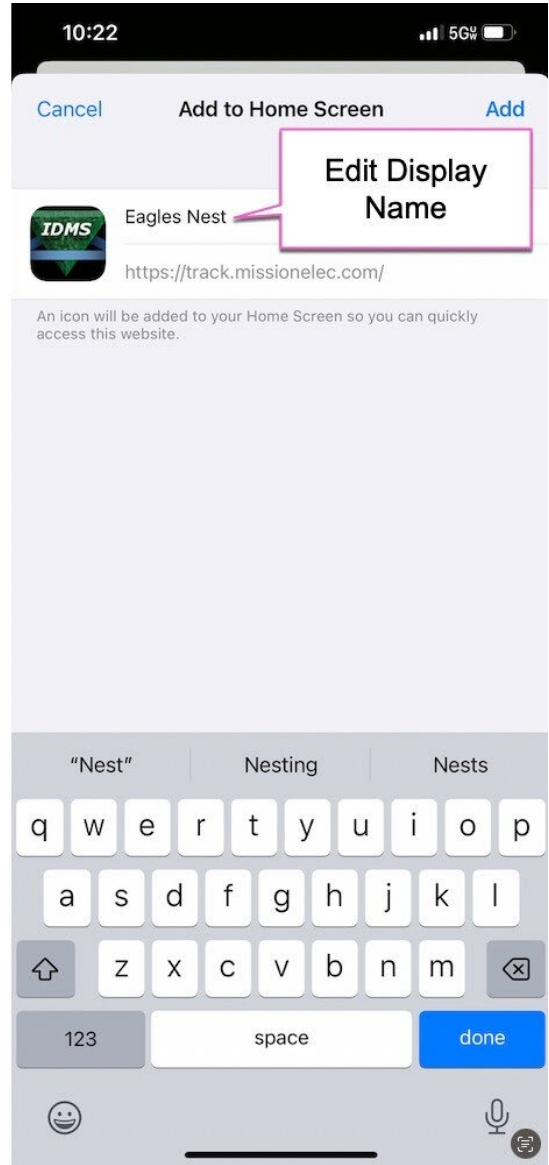 10:22
5G UW
Cancel Add to Home Screen Add
Edit Display
Name
IDMS
Eagles Nest
https://track.missionelec.com/
An icon will be added to your Home Screen so you can quickly
access this website.
“Nest” Nesting Nests
q w e r t y u i o p
a s d f g h j k l
z x c v b n m
123 space done